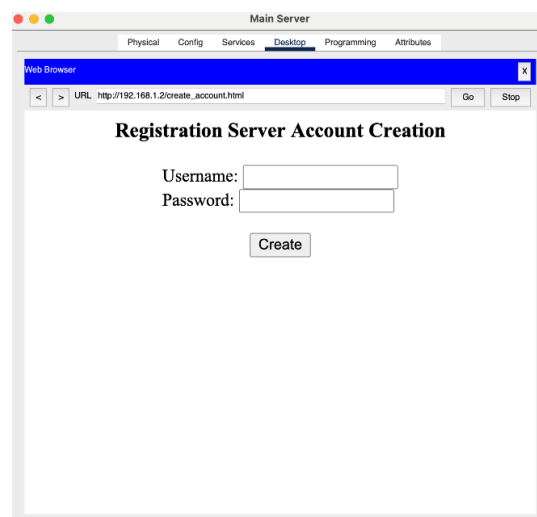 Main Server
Physical Config Services Desktop Programming Attributes
Web Browser X
< > URL http://192.168.1.2/create_account.html Go Stop
Registration Server Account Creation
Username:
Password:
Create